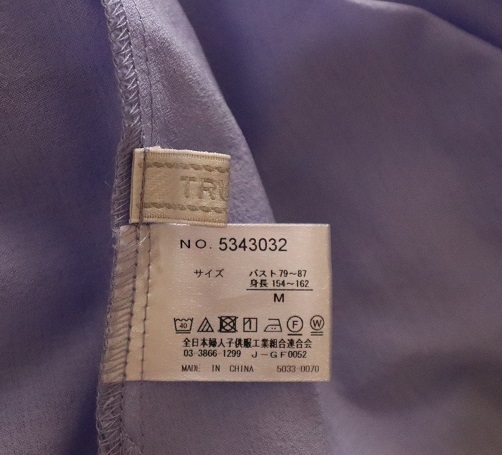 TRU
NO. 5343032
サイズ バスト79～87
身長 154～162
M
40 F W
全日本婦人子供服工業組合連合会
03-3866-1299 J-GF0052
MADE IN CHINA 5033-0070